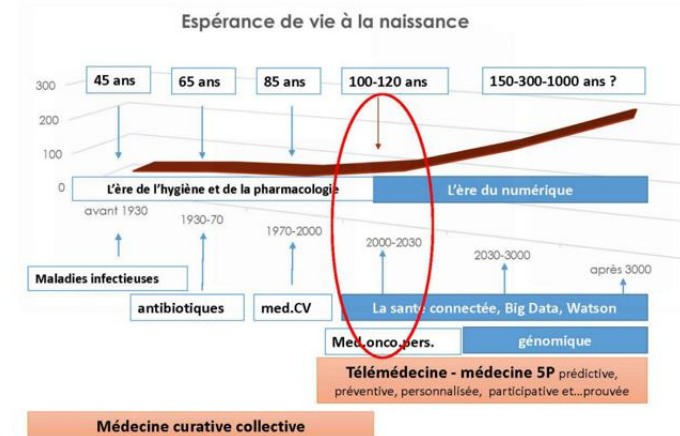 Espérance de vie à la naissance
45 ans
65 ans
85 ans
100-120 ans
150-300-1000 ans ?
300
200
100
0
L'ère de l'hygiène et de la pharmacologie
L'ère du numérique
avant 1930
1930-70
1970-2000
2000-2030
2030-3000
après 3000
Maladies infectieuses
antibiotiques
med.CV
La santé connectée, Big Data, Watson
Med.onco.pers.
génomique
Télémédecine - médecine 5P prédictive,
préventive, personnalisée, participative et...prouvée
Médecine curative collective